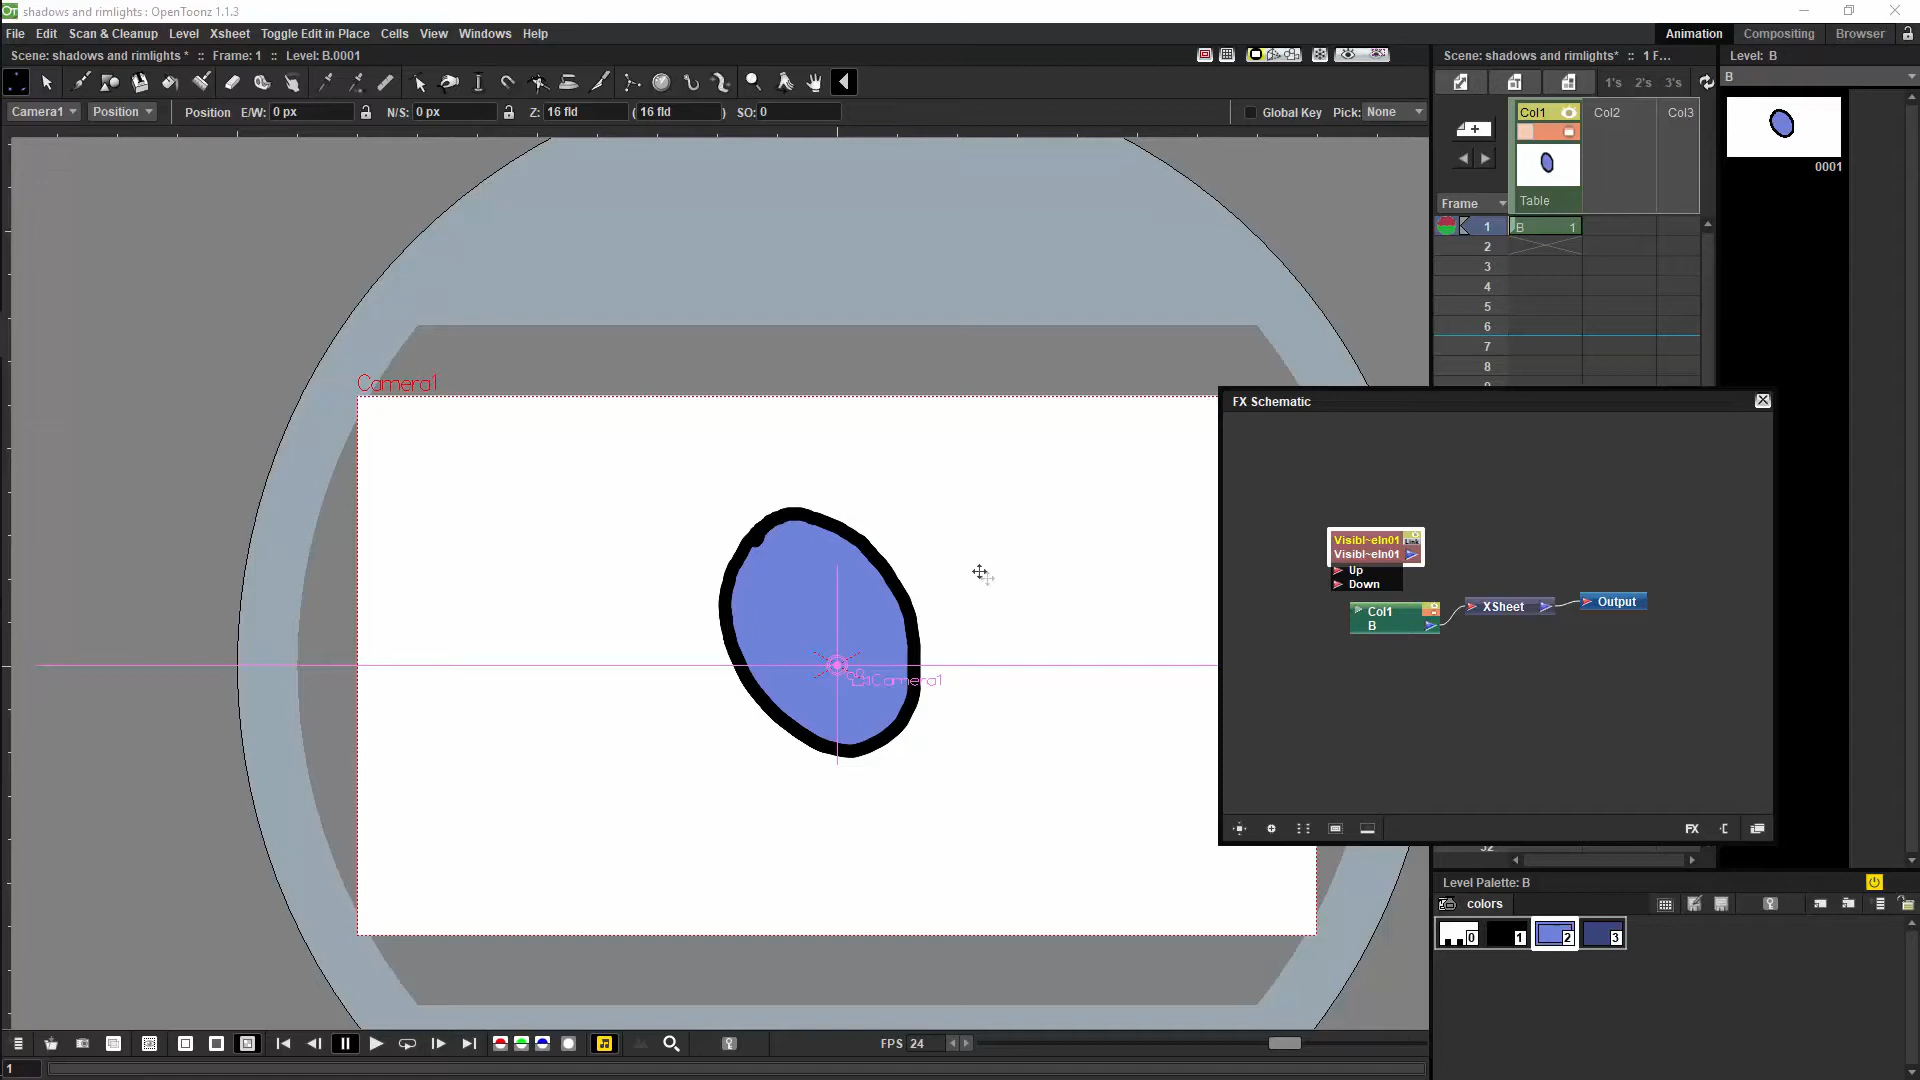 shadows and rimlights : OpenToonz 1.1.3
File Edit Scan & Cleanup Level Xsheet Toggle Edit in Place Cells View Windows Help
Animation Compositing Browser
Scene: shadows and rimlights * :: Frame: 1 :: Level: B.0001
Scene: shadows and rimlights* :: 1 F...
Level: B
1's 2's 3's
B
Camera1 Position Position E/W: 0 px N/S: 0 px Z: 16 fld ( 16 fld ) SO: 0
Global Key Pick: None
Col1 Col2 Col3
0001
Frame Table
1 B 1
2
3
4
5
6
7
8
Camera1
FX Schematic
Visibl~eIn01 Link
Visibl~eIn01
Up
Down
Col1
B
XSheet
Output
Camera1
FX
Level Palette: B
colors
0 1 2 3
FPS 24
1